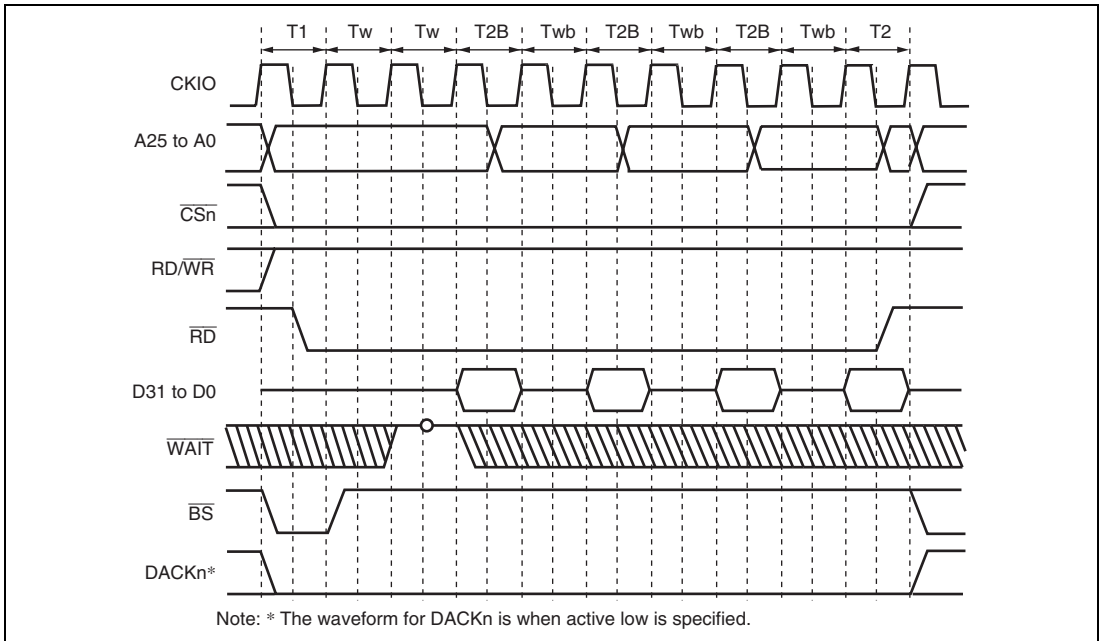 T1 Tw Tw T2B Twb T2B Twb T2B Twb T2
CKIO
A25 to A0
CSn
RD/WR
RD
D31 to D0
WAIT
BS
DACKn*
Note: * The waveform for DACKn is when active low is specified.